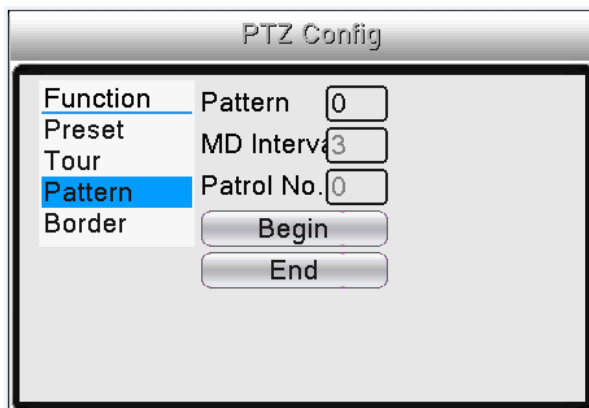 PTZ Config
Function
Preset
Tour
Pattern
Border
Pattern 0
MD Interva 3
Patrol No. 0
Begin
End